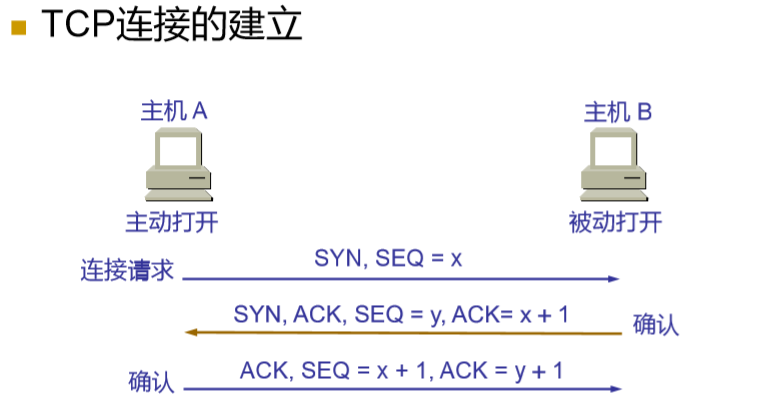 TCP连接的建立
主机 A
主机 B
主动打开
被动打开
连接请求
SYN, SEQ = x
SYN, ACK, SEQ = y, ACK= x + 1
确认
确认
ACK, SEQ = x + 1, ACK = y + 1